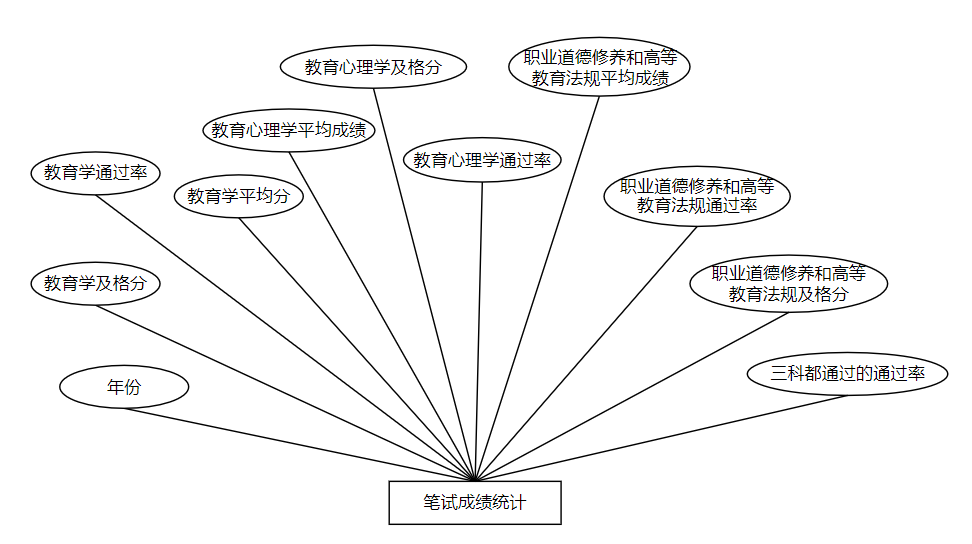 教育心理学及格分
职业道德修养和高等
教育法规平均成绩
教育心理学平均成绩
教育心理学通过率
教育学通过率
教育学平均分
职业道德修养和高等
教育法规通过率
教育学及格分
职业道德修养和高等
教育法规及格分
年份
三科都通过的通过率
笔试成绩统计